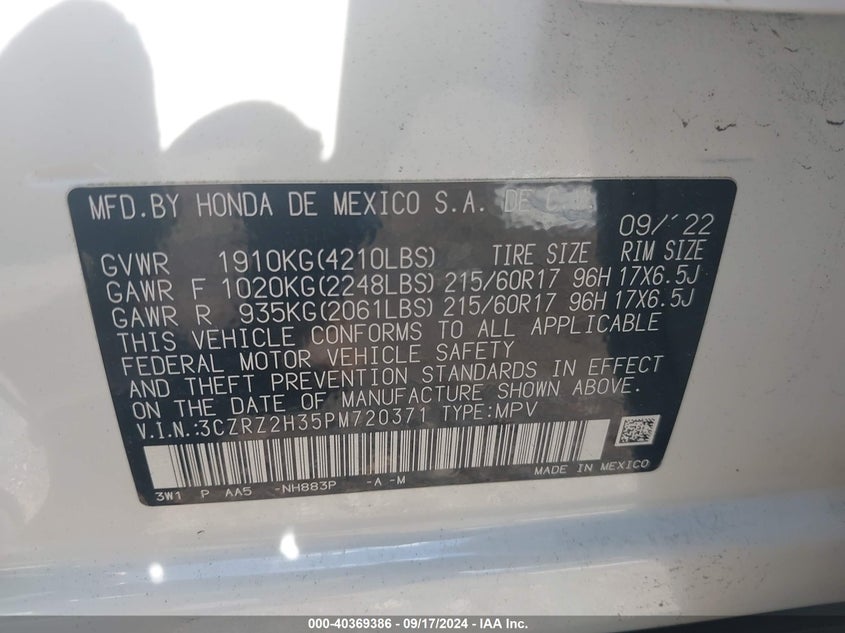 MFD.BY HONDA DE MEXICO S.A. DE C.V.
09/22
GVWR 1910KG(4210LBS) TIRE SIZE RIM SIZE
GAWR F 1020KG(2248LBS) 215/60R17 96H 17X6.5J
GAWR R 935KG(2061LBS) 215/60R17 96H 17X6.5J
THIS VEHICLE CONFORMS TO ALL APPLICABLE
FEDERAL MOTOR VEHICLE SAFETY
AND THEFT PREVENTION STANDARDS IN EFFECT
ON THE DATE OF MANUFACTURE SHOWN ABOVE.
V.I.N.:3CZRZ2H35PM720371 TYPE:MPV
MADE IN MEXICO
3W1 P AA5 -NH883P -A -M
000-40369386 - 09/17/2024 - IAA Inc.